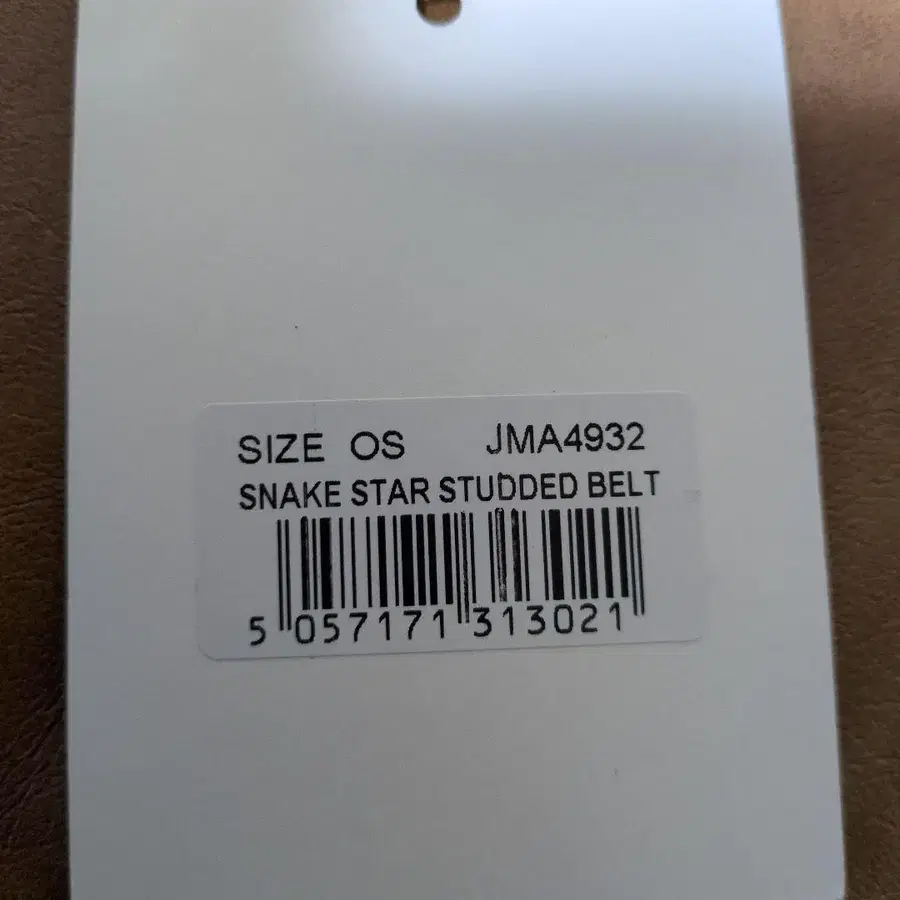 SIZE OS JMA4932
SNAKE STAR STUDDED BELT
5 057171 313021